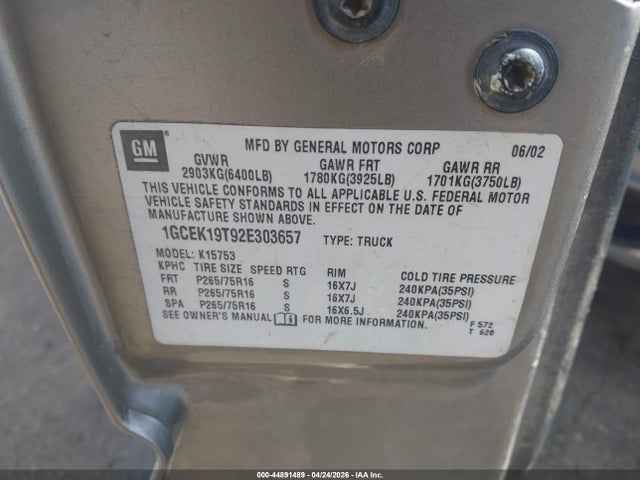 GM ®
MFD BY GENERAL MOTORS CORP 06/02
GVWR GAWR FRT GAWR RR
2903KG(6400LB) 1780KG(3925LB) 1701KG(3750LB)
THIS VEHICLE CONFORMS TO ALL APPLICABLE U.S. FEDERAL MOTOR
VEHICLE SAFETY STANDARDS IN EFFECT ON THE DATE OF
MANUFACTURE SHOWN ABOVE.
1GCEK19T92E303657 TYPE: TRUCK
MODEL: K15753
KPHC TIRE SIZE SPEED RTG RIM COLD TIRE PRESSURE
FRT P265/75R16 S 16X7J 240KPA(35PSI)
RR P265/75R16 S 16X7J 240KPA(35PSI)
SPA P265/75R16 S 16X6.5J 240KPA(35PSI)
SEE OWNER'S MANUAL FOR MORE INFORMATION.
F 572
T 620
000-44891489 - 04/24/2026 - IAA Inc.